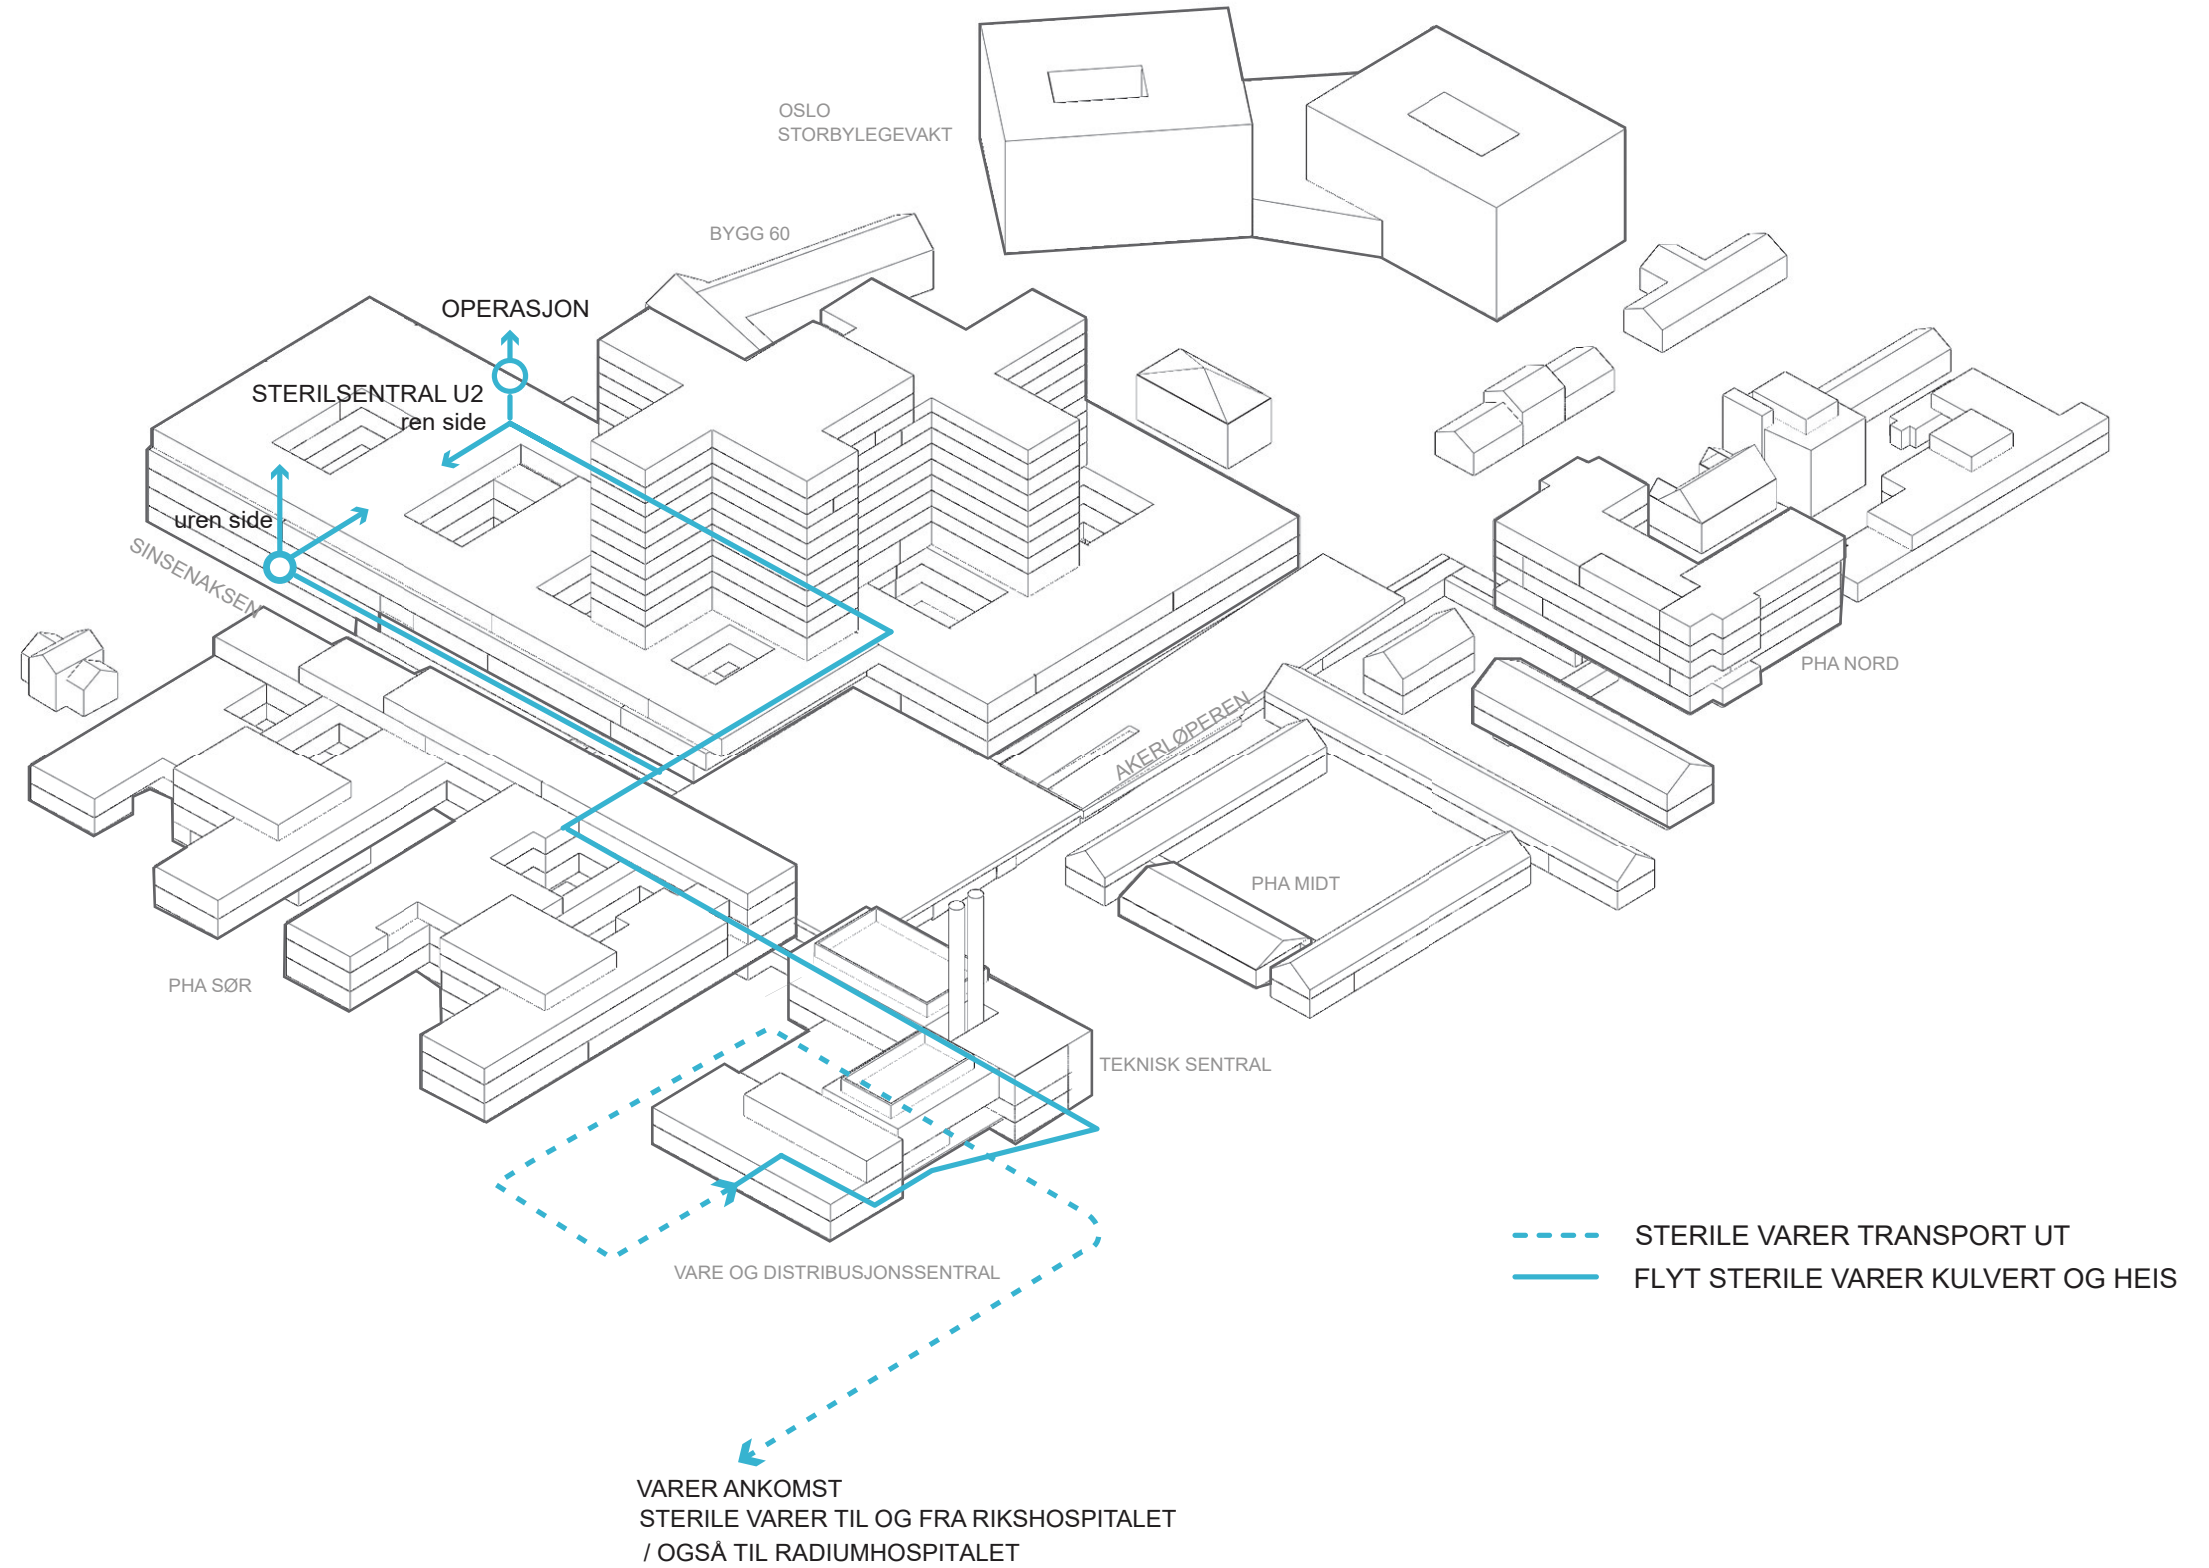 OSLO
STORBYLEGEVAKT
BYGG 60
OPERASJON
STERILSENTRAL U2
ren side
uren side
SINSENAKSEN
AKERLØPEREN
PHA NORD
PHA MIDT
PHA SØR
TEKNISK SENTRAL
VARE OG DISTRIBUSJONSSENTRAL
STERILE VARER TRANSPORT UT
FLYT STERILE VARER KULVERT OG HEIS
VARER ANKOMST
STERILE VARER TIL OG FRA RIKSHOSPITALET
/ OGSÅ TIL RADIUMHOSPITALET